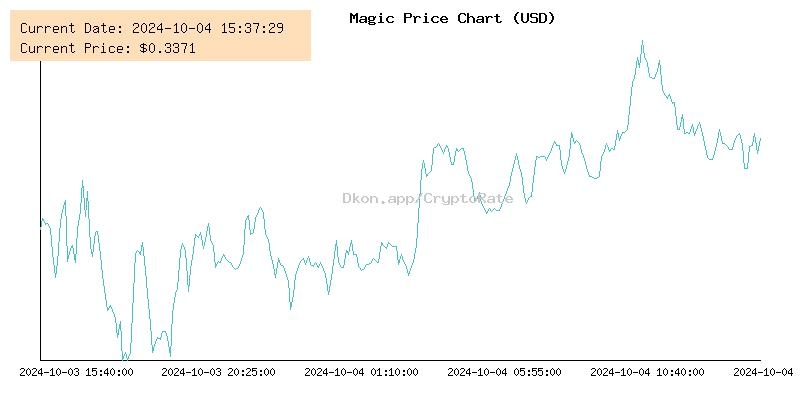 Magic Price Chart (USD)
Current Date: 2024-10-04 15:37:29
Current Price: $0.3371
Dkon.app/CryptoRate
2024-10-03 15:40:00 2024-10-03 20:25:00 2024-10-04 01:10:00 2024-10-04 05:55:00 2024-10-04 10:40:00 2024-10-04